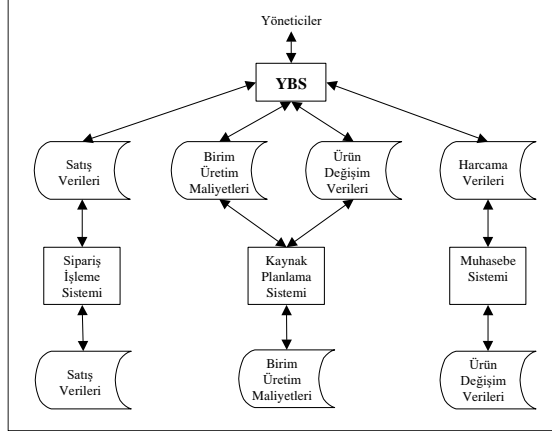 Yöneticiler
YBS
Satış
Verileri
Birim
Üretim
Maliyetleri
Ürün
Değişim
Verileri
Harcama
Verileri
Sipariş
İşleme
Sistemi
Kaynak
Planlama
Sistemi
Muhasebe
Sistemi
Satış
Verileri
Birim
Üretim
Maliyetleri
Ürün
Değişim
Verileri